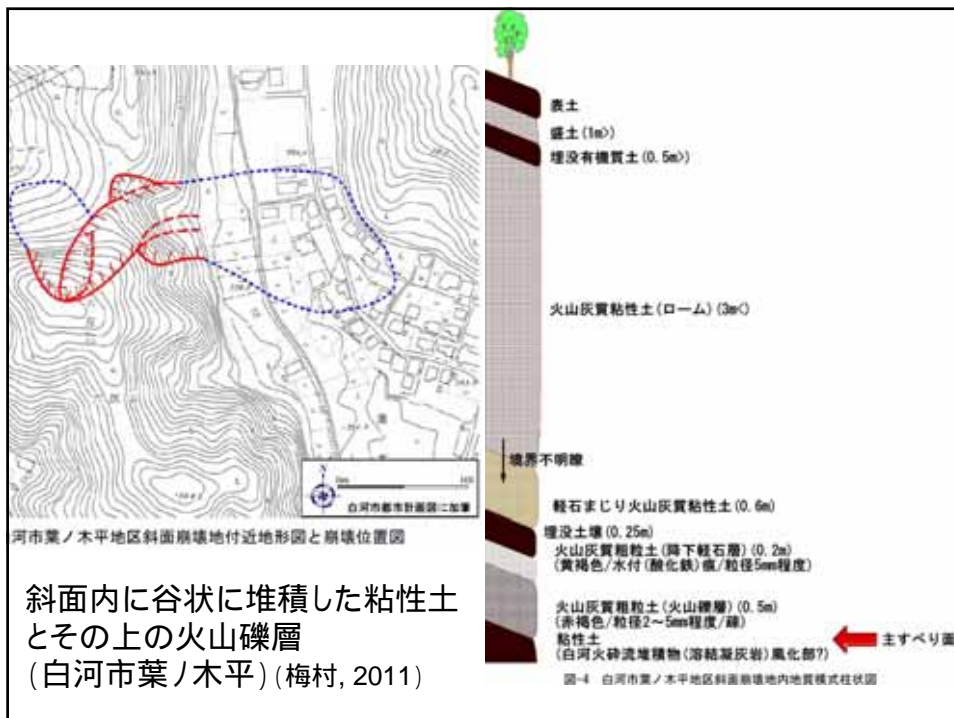 白河市都市計画図に加筆
河市葉ノ木平地区斜面崩壊地付近地形図と崩壊位置図
斜面内に谷状に堆積した粘性土
とその上の火山礫層
(白河市葉ノ木平)(梅村, 2011)
表土
盛土(1m>)
埋没有機質土(0.5m>)
火山灰質粘性土(ローム)(3m<)
境界不明瞭
軽石まじり火山灰質粘性土(0.6m)
埋没土壌(0.25m)
火山灰質粗粒土(降下軽石層)(0.2m)
(黄褐色/水付(酸化鉄)痕/粒径5mm程度)
火山灰質粗粒土(火山礫層)(0.5m)
(赤褐色/粒径2~5mm程度/疎)
粘性土
主すべり面
(白河火砕流堆積物(溶結凝灰岩)風化部?)
図-4 白河市葉ノ木平地区斜面崩壊地内地質模式柱状図